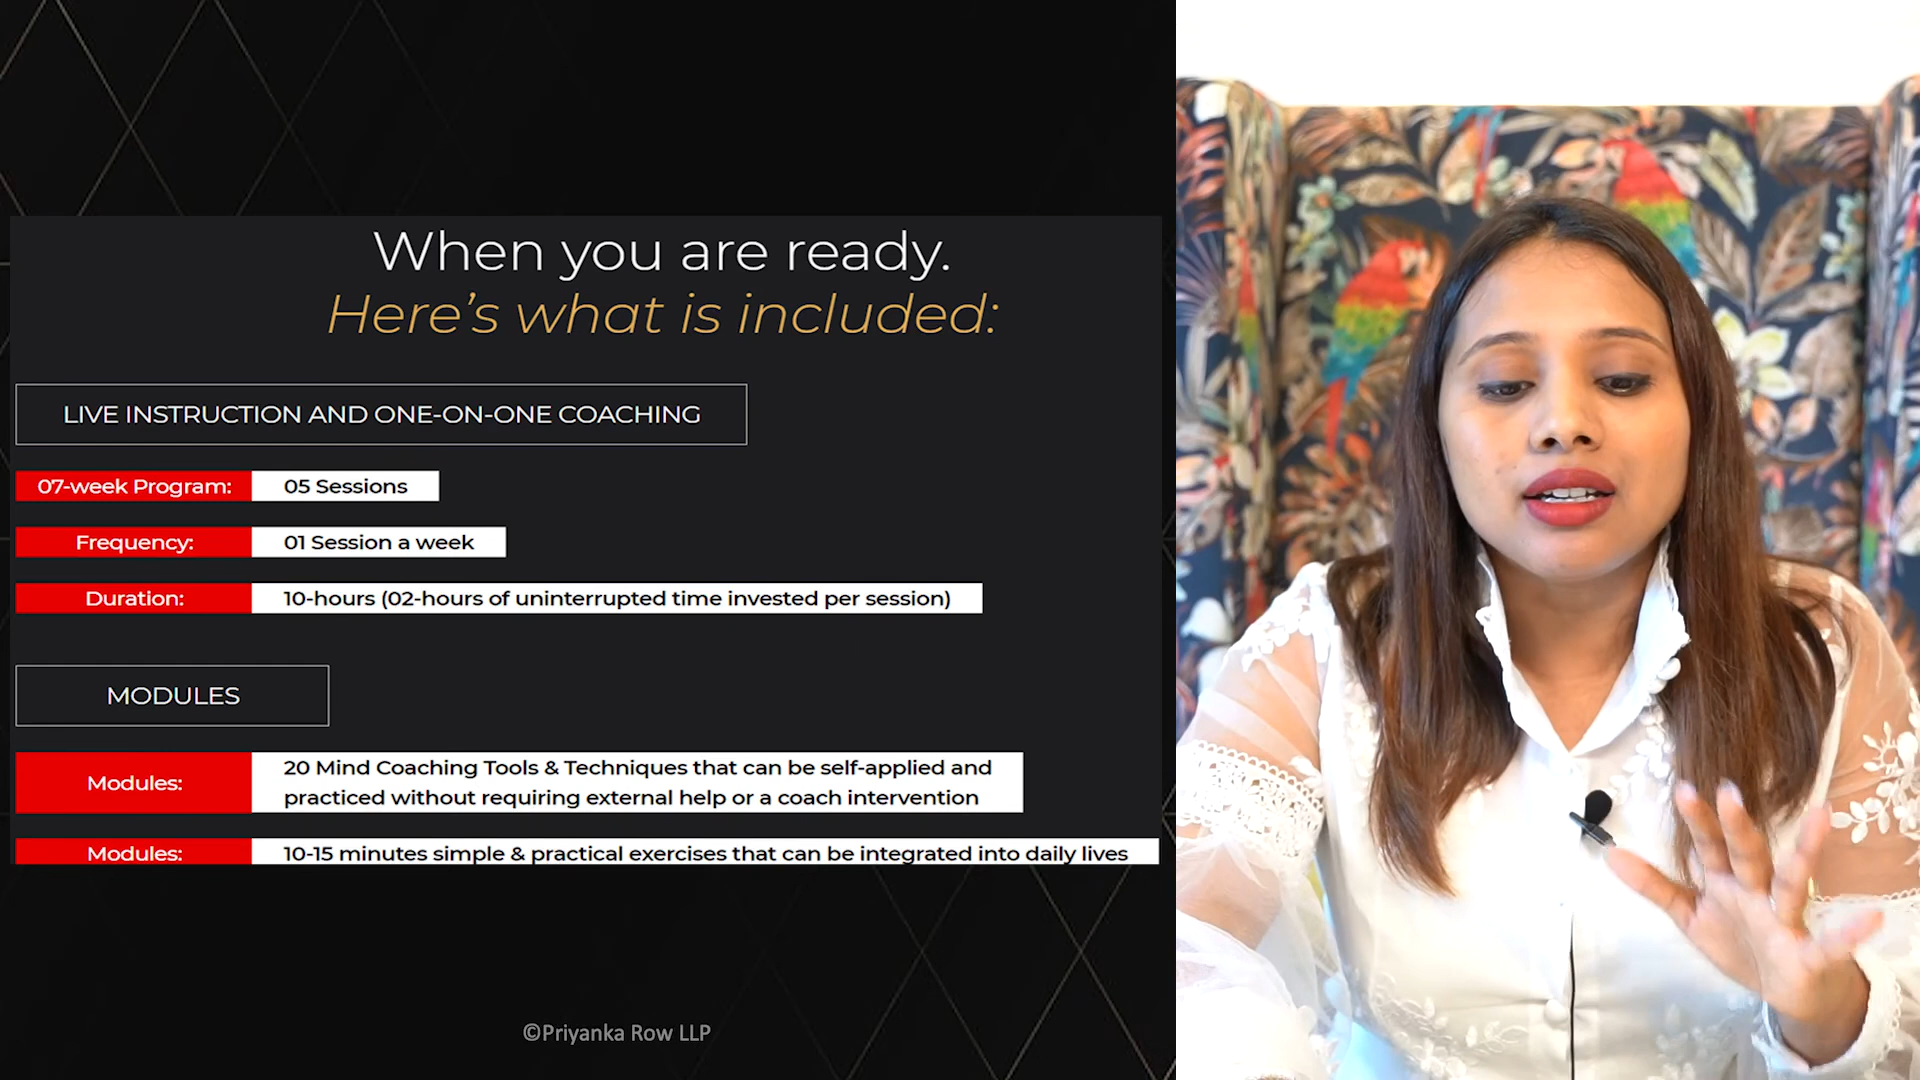 When you are ready.
Here's what is included:
LIVE INSTRUCTION AND ONE-ON-ONE COACHING
07-week Program: 05 Sessions
Frequency: 01 Session a week
Duration: 10-hours (02-hours of uninterrupted time invested per session)
MODULES
Modules: 20 Mind Coaching Tools & Techniques that can be self-applied and
practiced without requiring external help or a coach intervention
Modules: 10-15 minutes simple & practical exercises that can be integrated into daily lives
©Priyanka Row LLP